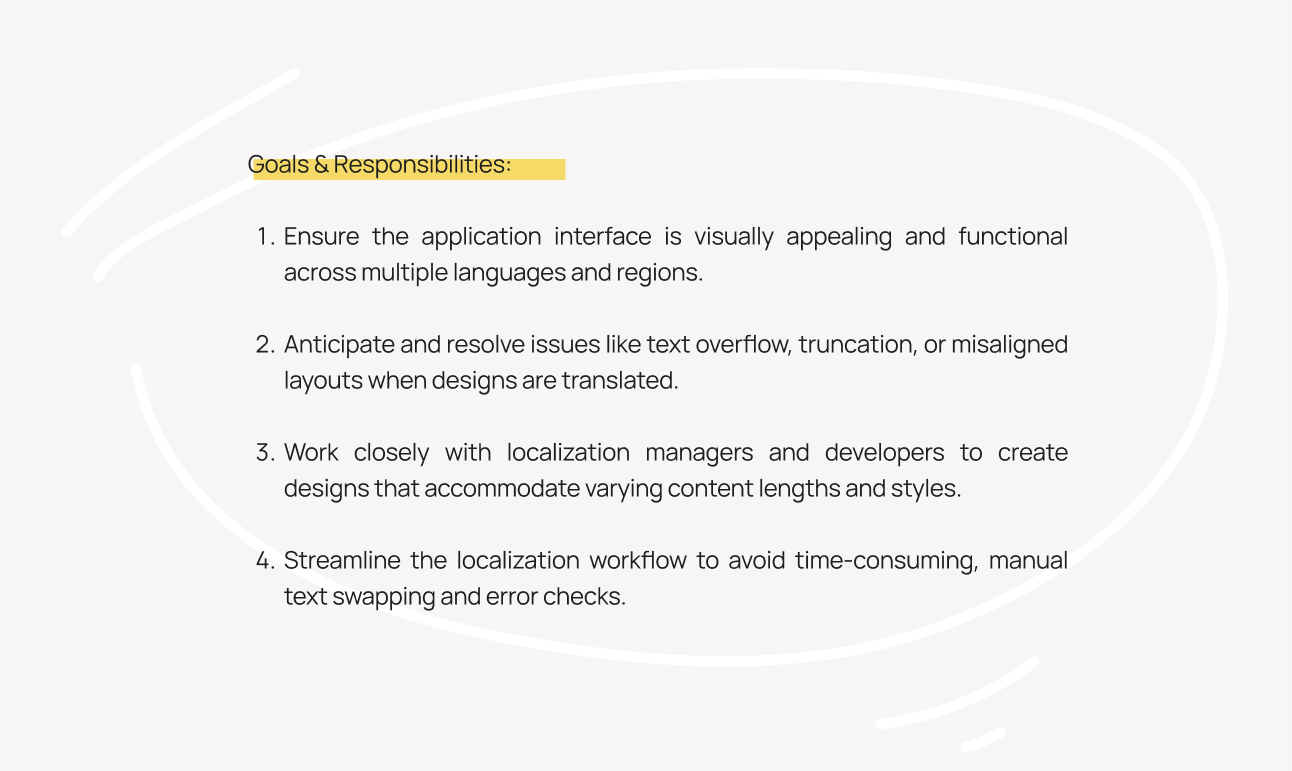 Goals & Responsibilities:
1. Ensure the application interface is visually appealing and functional
across multiple languages and regions.
2. Anticipate and resolve issues like text overflow, truncation, or misaligned
layouts when designs are translated.
3. Work closely with localization managers and developers to create
designs that accommodate varying content lengths and styles.
4. Streamline the localization workflow to avoid time-consuming, manual
text swapping and error checks.